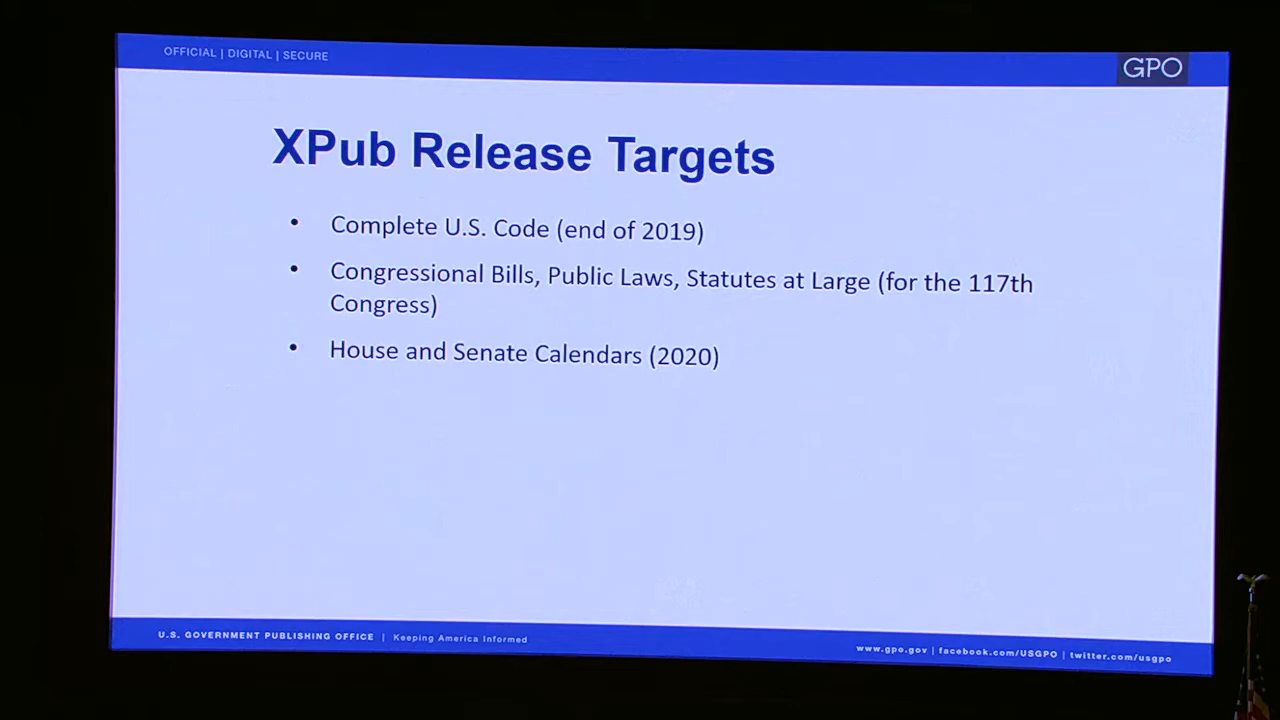 OFFICIAL | DIGITAL | SECURE
GPO
XPub Release Targets
• Complete U.S. Code (end of 2019)
• Congressional Bills, Public Laws, Statutes at Large (for the 117th
Congress)
• House and Senate Calendars (2020)
U.S. GOVERNMENT PUBLISHING OFFICE | Keeping America Informed
www.gpo.gov | facebook.com/USGPO | twitter.com/usgpo